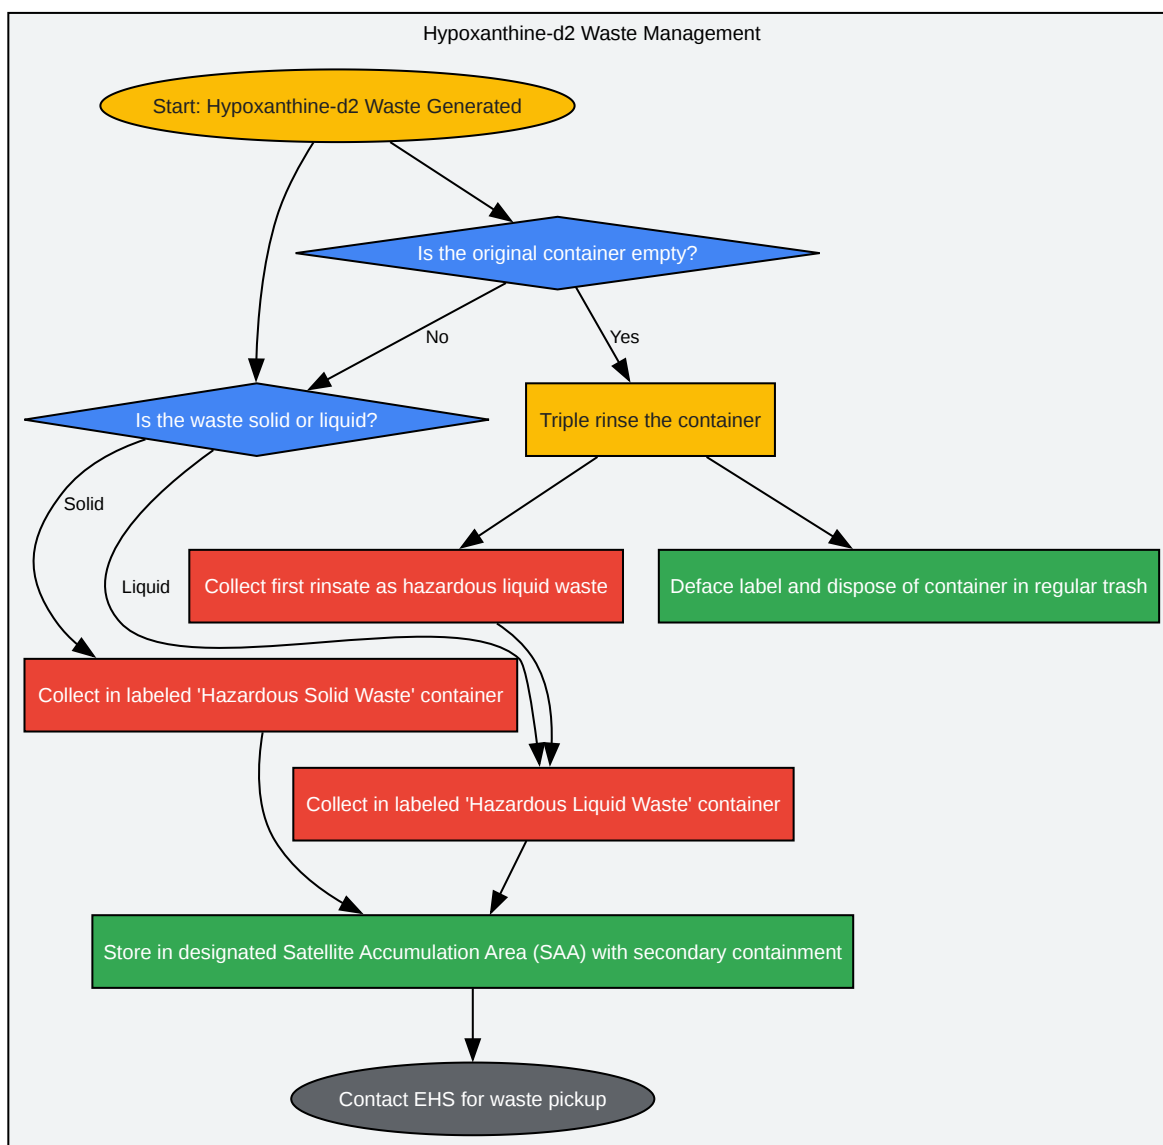 Hypoxanthine-d2 Waste Management
Start: Hypoxanthine-d2 Waste Generated
Is the original container empty?
No
Yes
Is the waste solid or liquid?
Triple rinse the container
Solid
Liquid
Collect first rinsate as hazardous liquid waste
Deface label and dispose of container in regular trash
Collect in labeled 'Hazardous Solid Waste' container
Collect in labeled 'Hazardous Liquid Waste' container
Store in designated Satellite Accumulation Area (SAA) with secondary containment
Contact EHS for waste pickup